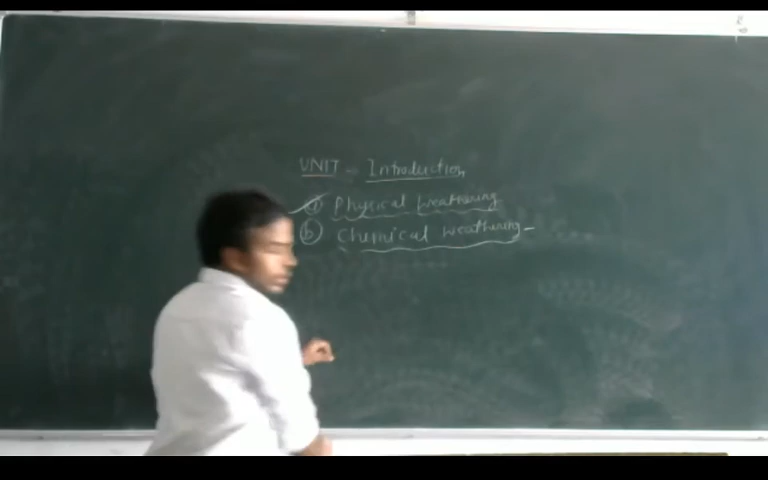 UNIT - Introduction
(a) Physical weathering
(b) Chemical weathering -